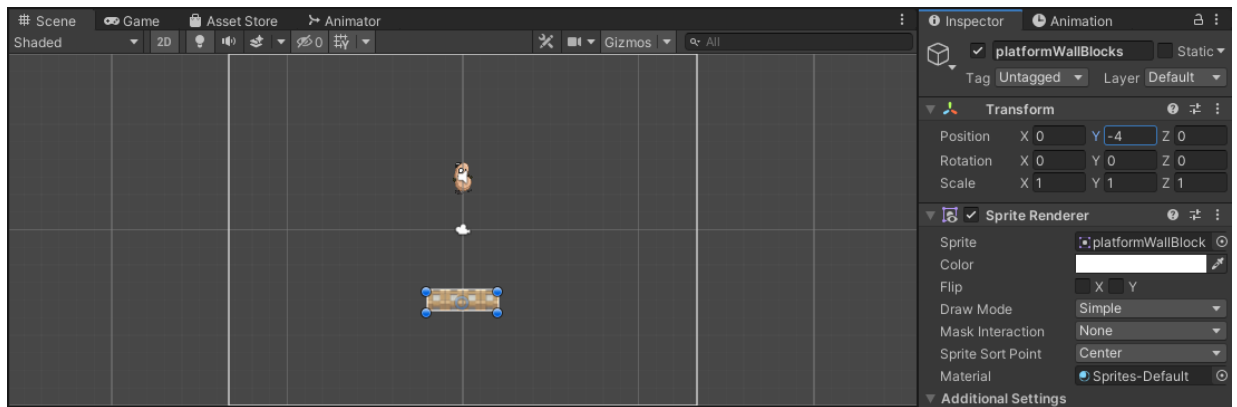 Scene Game Asset Store Animator
Shaded 2D 0 Gizmos All
Inspector Animation
platformWallBlocks Static
Tag Untagged Layer Default
Transform
Position X 0 Y -4 Z 0
Rotation X 0 Y 0 Z 0
Scale X 1 Y 1 Z 1
Sprite Renderer
Sprite platformWallBlock
Color
Flip X Y
Draw Mode Simple
Mask Interaction None
Sprite Sort Point Center
Material Sprites-Default
Additional Settings